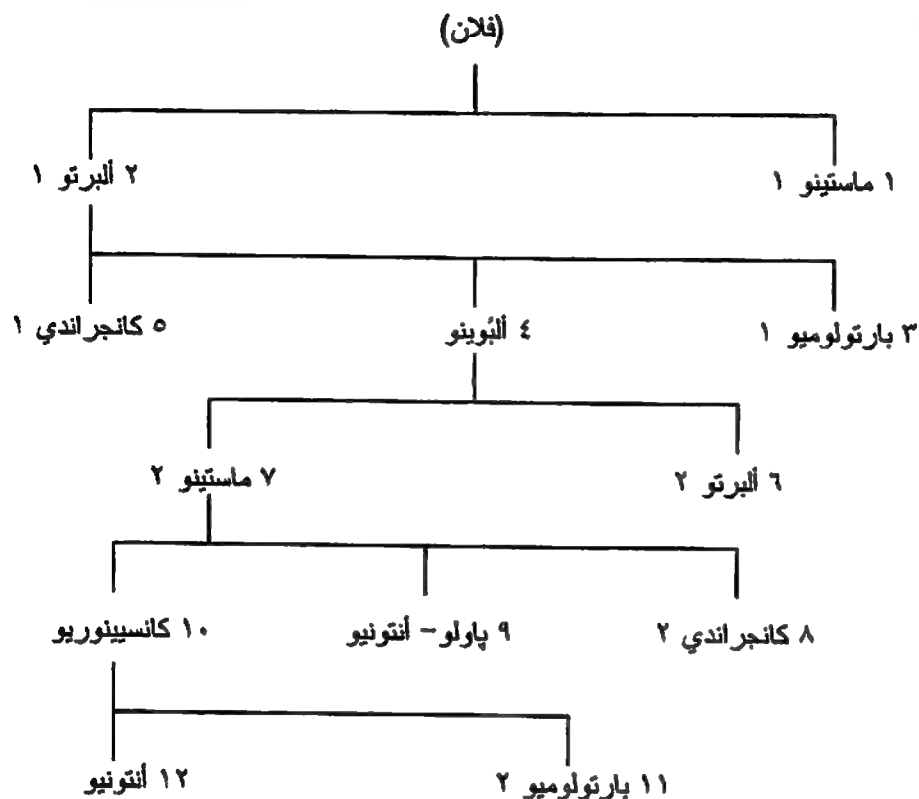 (فلان)
١ ماستينو ١
٢ ألبرتو ١
٣ بارتولوميو ١
٤ ألبُوينو
٥ كانجراندي ١
٦ ألبرتو ٢
٧ ماستينو ٢
٨ كانجراندي ٢
٩ پاولو – أنتونيو
١٠ كانسيينوريو
١١ بارتولوميو ٢
١٢ أنتونيو